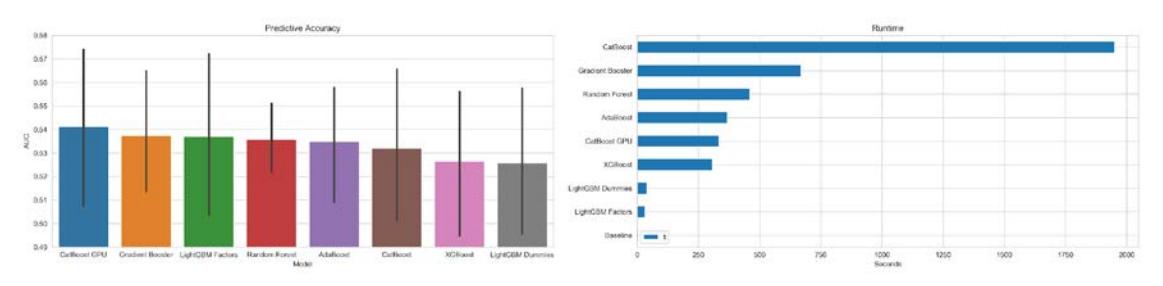 Predictive Accuracy
0.58
0.57
0.56
0.55
0.54
0.53
0.52
0.51
0.50
0.49
AUC
CatBoost GPU
Gradient Booster
LightGBM Factors
Random Forest
AdaBoost
CatBoost
XGBoost
LightGBM Dummies
Model
Runtime
CatBoost
Gradient Booster
Random Forest
AdaBoost
CatBoost GPU
XGBoost
LightGBM Dummies
LightGBM Factors
Baseline
1
0
250
500
750
1000
1250
1500
1750
2000
Seconds